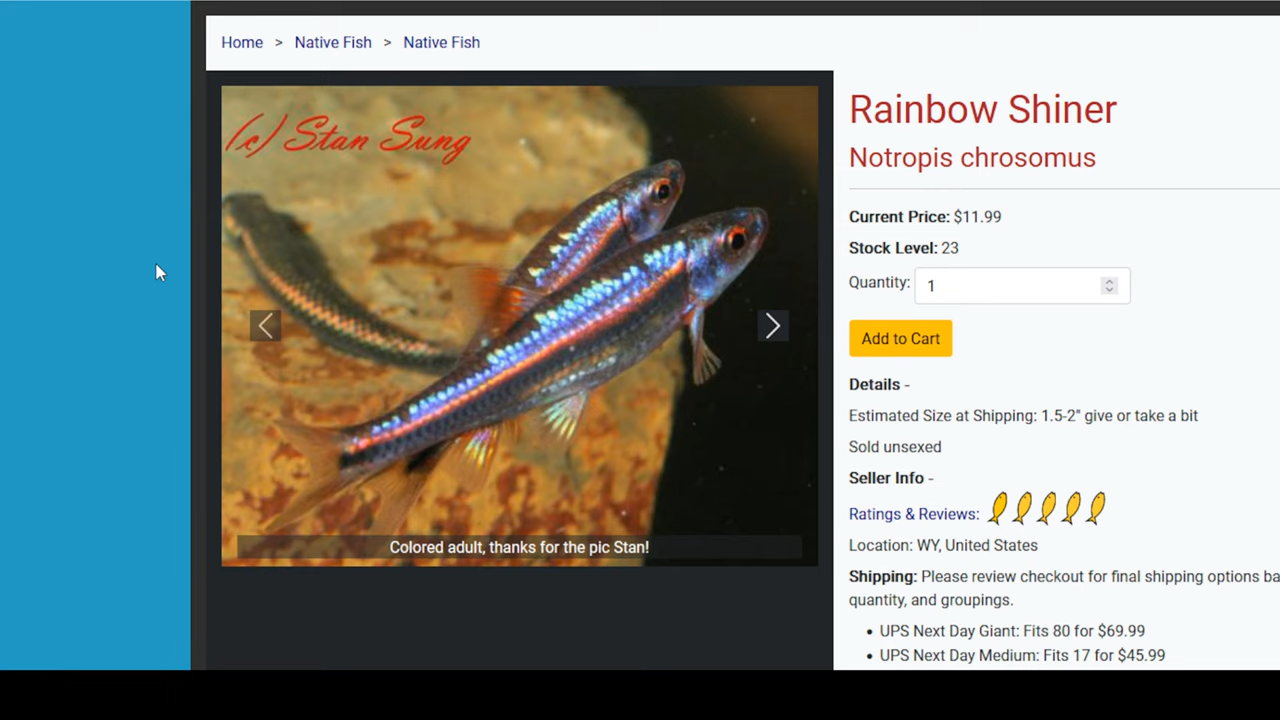 Home > Native Fish > Native Fish
(c) Stan Sung
Colored adult, thanks for the pic Stan!
Rainbow Shiner
Notropis chrosomus
Current Price: $11.99
Stock Level: 23
Quantity: 1
Add to Cart
Details -
Estimated Size at Shipping: 1.5-2" give or take a bit
Sold unsexed
Seller Info -
Ratings & Reviews:
Location: WY, United States
Shipping: Please review checkout for final shipping options ba
quantity, and groupings.
• UPS Next Day Giant: Fits 80 for $69.99
• UPS Next Day Medium: Fits 17 for $45.99